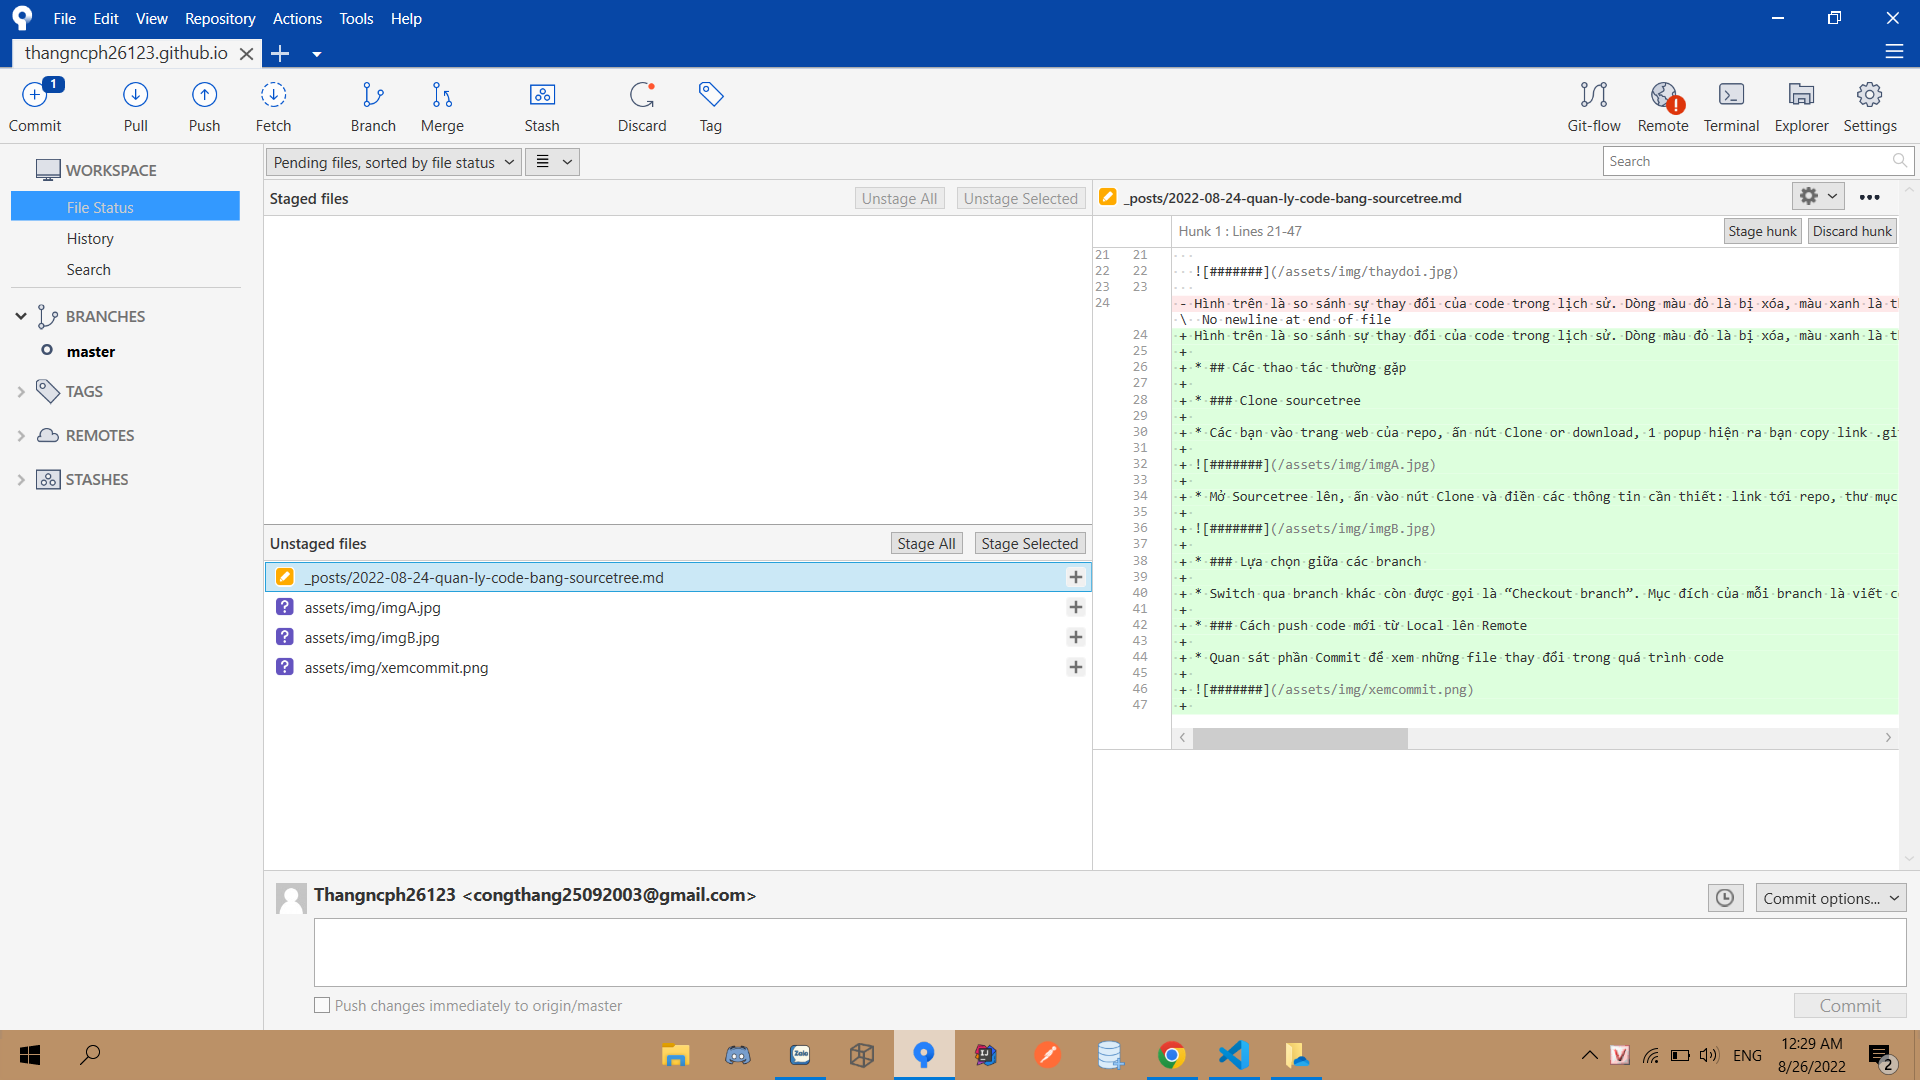 File Edit View Repository Actions Tools Help
thangncph26123.github.io
1
Commit Pull Push Fetch Branch Merge Stash Discard Tag Git-flow Remote Terminal Explorer Settings
WORKSPACE
File Status
History
Search
BRANCHES
master
TAGS
REMOTES
STASHES
Pending files, sorted by file status
Search
Staged files
Unstage All
Unstage Selected
Unstaged files
Stage All
Stage Selected
_posts/2022-08-24-quan-ly-code-bang-sourcetree.md
assets/img/imgA.jpg
assets/img/imgB.jpg
assets/img/xemcommit.png
_posts/2022-08-24-quan-ly-code-bang-sourcetree.md
Hunk 1 : Lines 21-47
Stage hunk
Discard hunk
21 21
22 22 ![#######](/assets/img/thaydoi.jpg)
23 23
24 - Hình trên là so sánh sự thay đổi của code trong lịch sử. Dòng màu đỏ là bị xóa, màu xanh là
\ No newline at end of file
24 + Hình trên là so sánh sự thay đổi của code trong lịch sử. Dòng màu đỏ là bị xóa, màu xanh là
25 +
26 + * ## Các thao tác thường gặp
27 +
28 + * ### Clone sourcetree
29 +
30 + * Các bạn vào trang web của repo, ấn nút Clone or download, 1 popup hiện ra bạn copy link .gi
31 +
32 + ![#######](/assets/img/imgA.jpg)
33 +
34 + * Mở Sourcetree lên, ấn vào nút Clone và điền các thông tin cần thiết: link tới repo, thư mục
35 +
36 + ![#######](/assets/img/imgB.jpg)
37 +
38 + * ### Lựa chọn giữa các branch
39 +
40 + * Switch qua branch khác còn được gọi là “Checkout branch”. Mục đích của mỗi branch là viết c
41 +
42 + * ### Cách push code mới từ Local lên Remote
43 +
44 + * Quan sát phần Commit để xem những file thay đổi trong quá trình code
45 +
46 + ![#######](/assets/img/xemcommit.png)
47 +
Thangncph26123 <congthang25092003@gmail.com>
Commit options...
Push changes immediately to origin/master
Commit
Zalo
ENG
12:29 AM
8/26/2022
2